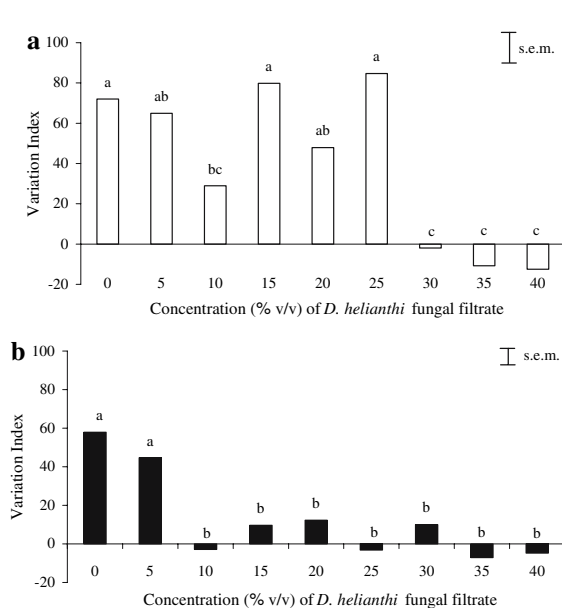 a
100
s.e.m.
80
60
40
20
0
-20
Variation Index
a ab bc a ab a c c c
0 5 10 15 20 25 30 35 40
Concentration (% v/v) of D. helianthi fungal filtrate
b
100
s.e.m.
80
60
40
20
0
-20
Variation Index
a a b b b b b b b
0 5 10 15 20 25 30 35 40
Concentration (% v/v) of D. helianthi fungal filtrate